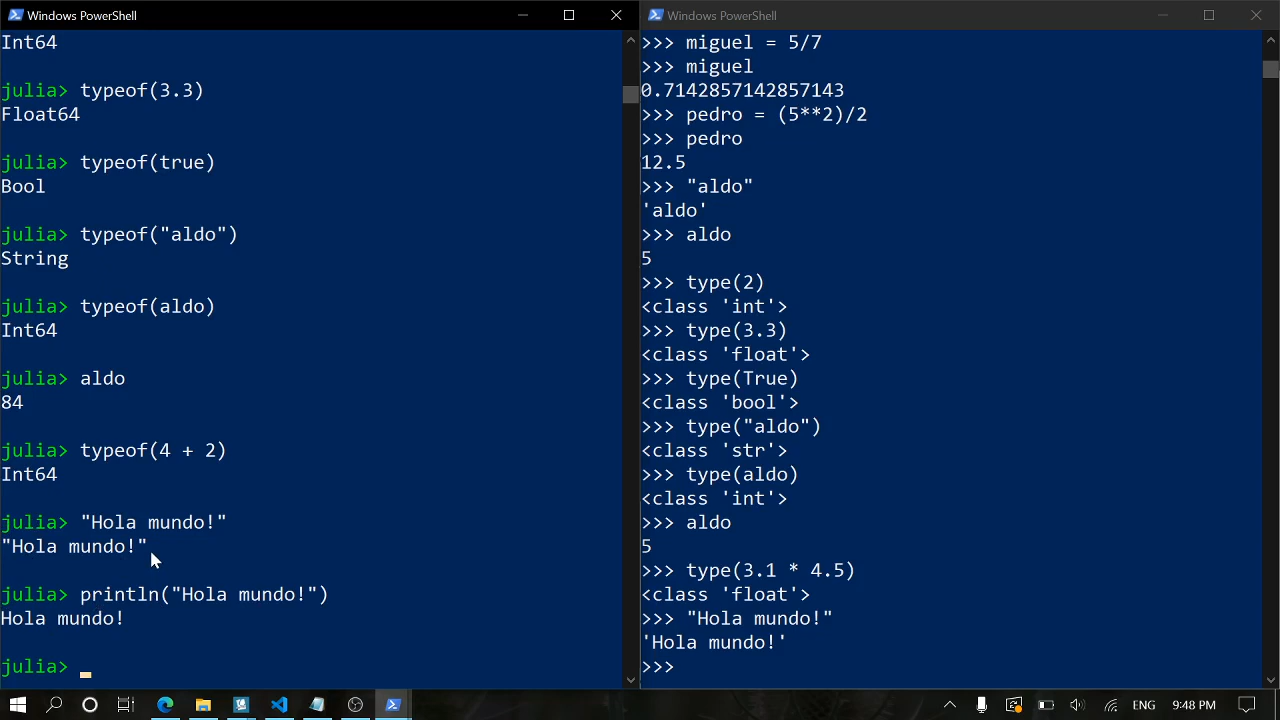 Windows PowerShell
Int64
julia> typeof(3.3)
Float64
julia> typeof(true)
Bool
julia> typeof("aldo")
String
julia> typeof(aldo)
Int64
julia> aldo
84
julia> typeof(4 + 2)
Int64
julia> "Hola mundo!"
"Hola mundo!"
julia> println("Hola mundo!")
Hola mundo!
julia>
Windows PowerShell
>>> miguel = 5/7
>>> miguel
0.7142857142857143
>>> pedro = (5**2)/2
>>> pedro
12.5
>>> "aldo"
'aldo'
>>> aldo
5
>>> type(2)
<class 'int'>
>>> type(3.3)
<class 'float'>
>>> type(True)
<class 'bool'>
>>> type("aldo")
<class 'str'>
>>> type(aldo)
<class 'int'>
>>> aldo
5
>>> type(3.1 * 4.5)
<class 'float'>
>>> "Hola mundo!"
'Hola mundo!'
>>>
ENG 9:48 PM